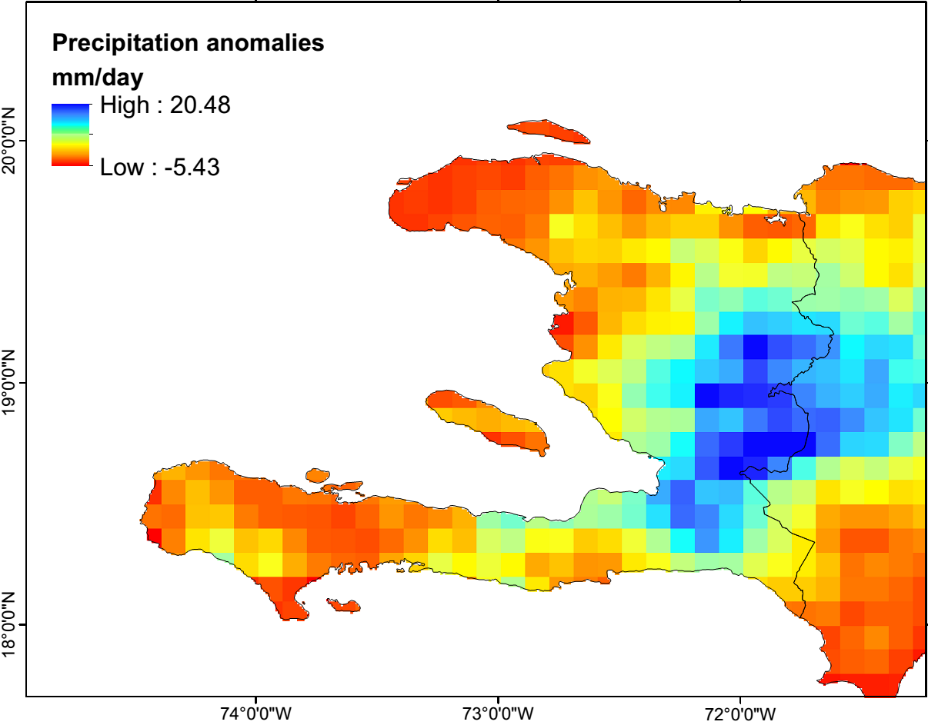 Precipitation anomalies
mm/day
High : 20.48
Low : -5.43
20°0'0"N
19°0'0"N
18°0'0"N
74°0'0"W
73°0'0"W
72°0'0"W